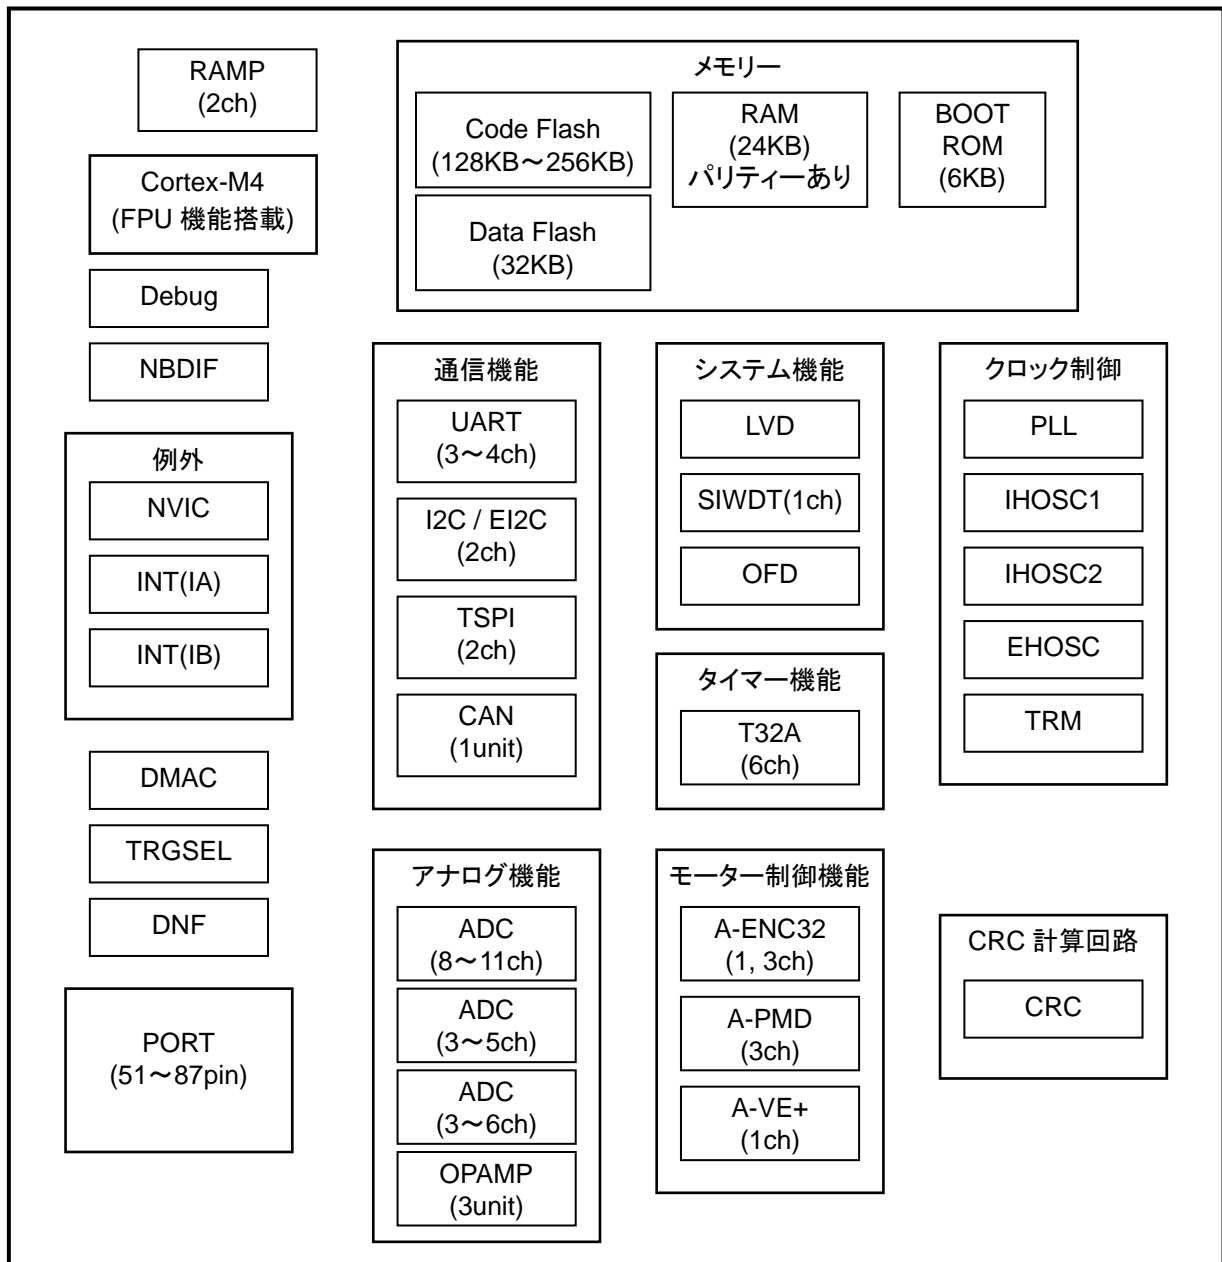 RAMP
(2ch)
Cortex-M4
(FPU 機能搭載)
Debug
NBDIF
例外
NVIC
INT(IA)
INT(IB)
DMAC
TRGSEL
DNF
PORT
(51～87pin)
メモリー
Code Flash
(128KB～256KB)
Data Flash
(32KB)
RAM
(24KB)
パリティーあり
BOOT
ROM
(6KB)
通信機能
UART
(3～4ch)
I2C / EI2C
(2ch)
TSPI
(2ch)
CAN
(1unit)
システム機能
LVD
SIWDT(1ch)
OFD
タイマー機能
T32A
(6ch)
クロック制御
PLL
IHOSC1
IHOSC2
EHOSC
TRM
アナログ機能
ADC
(8～11ch)
ADC
(3～5ch)
ADC
(3～6ch)
OPAMP
(3unit)
モーター制御機能
A-ENC32
(1, 3ch)
A-PMD
(3ch)
A-VE+
(1ch)
CRC 計算回路
CRC